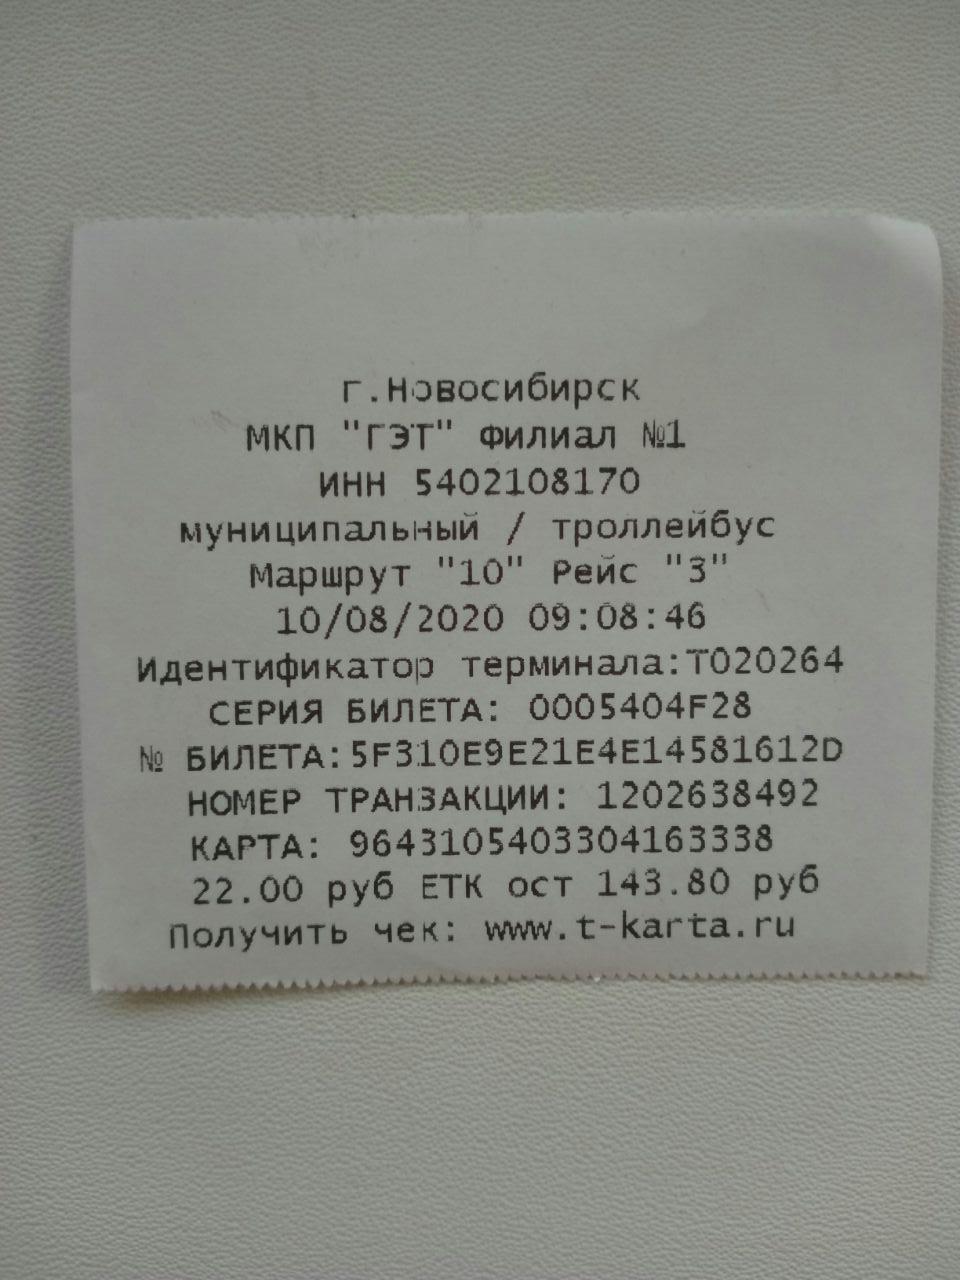 г.Новосибирск
МКП "ГЭТ" ФИЛИАЛ №1
ИНН 5402108170
муниципальный / троллейбус
Маршрут "10" Рейс "3"
10/08/2020 09:08:46
Идентификатор терминала:T020264
СЕРИЯ БИЛЕТА: 0005404F28
№ БИЛЕТА:5F310E9E21E4E14581612D
НОМЕР ТРАНЗАКЦИИ: 1202638492
КАРТА: 9643105403304163338
22.00 руб ЕТК ост 143.80 руб
Получить чек: www.t-karta.ru